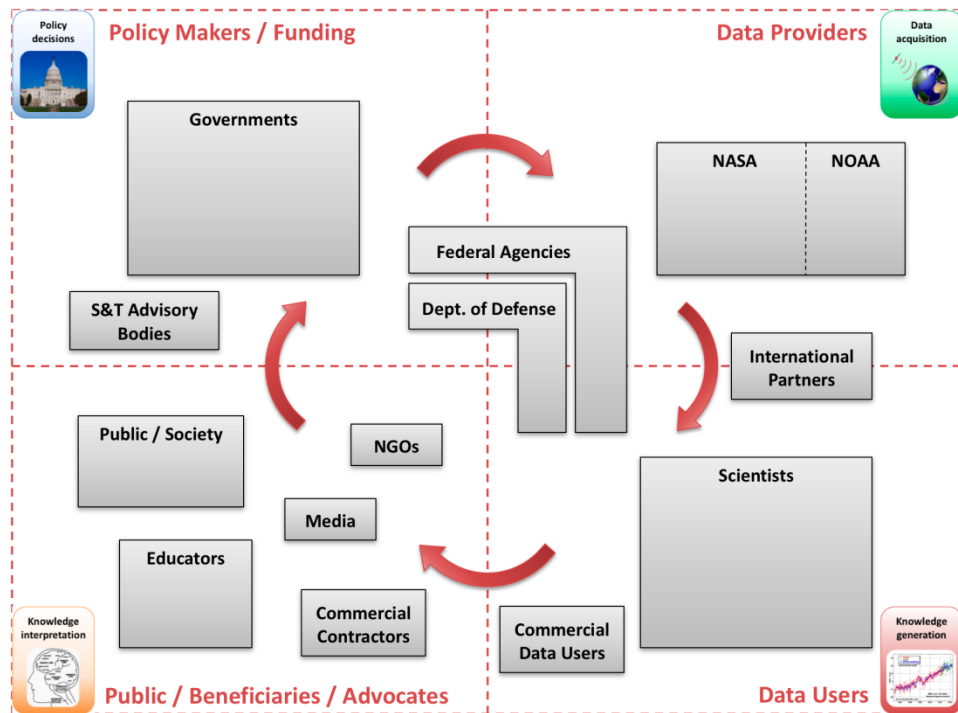 Policy
decisions
Policy Makers / Funding
Data Providers
Data
acquisition
Governments
NASA
NOAA
Federal Agencies
Dept. of Defense
S&T Advisory
Bodies
International
Partners
Public / Society
NGOs
Scientists
Media
Educators
Commercial
Contractors
Commercial
Data Users
Knowledge
interpretation
Public / Beneficiaries / Advocates
Data Users
Knowledge
generation